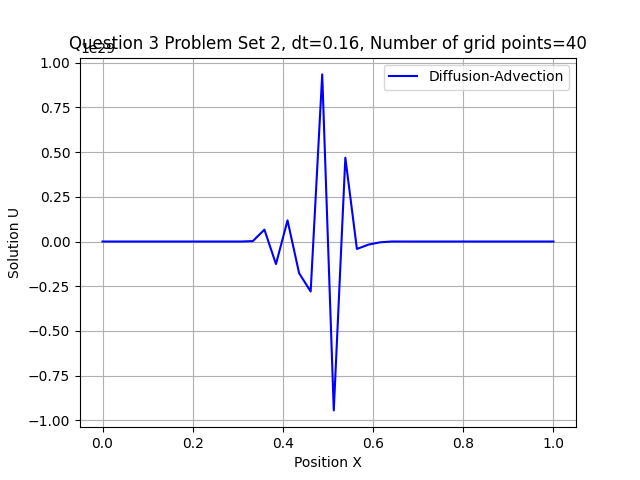 Question 3 Problem Set 2, dt=0.16, Number of grid points=40
1e29
Diffusion-Advection
1.00
0.75
0.50
0.25
0.00
−0.25
−0.50
−0.75
−1.00
Solution U
0.0 0.2 0.4 0.6 0.8 1.0
Position X